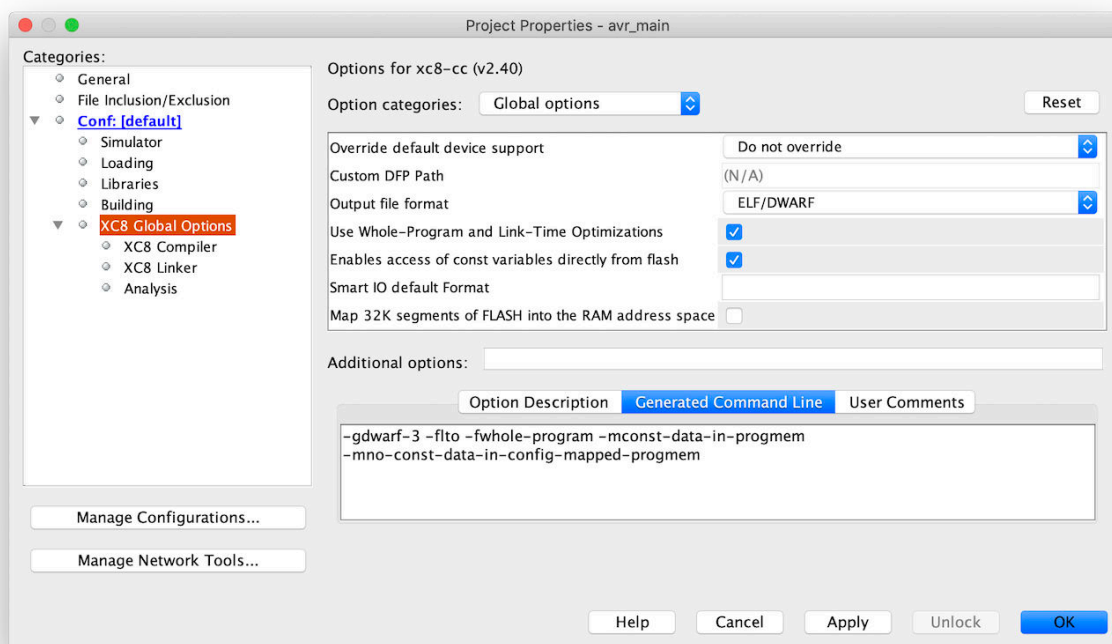 Project Properties - avr_main
Categories:
General
File Inclusion/Exclusion
Conf: [default]
Simulator
Loading
Libraries
Building
XC8 Global Options
XC8 Compiler
XC8 Linker
Analysis
Manage Configurations...
Manage Network Tools...
Options for xc8-cc (v2.40)
Option categories: Global options Reset
Override default device support Do not override
Custom DFP Path (N/A)
Output file format ELF/DWARF
Use Whole-Program and Link-Time Optimizations
Enables access of const variables directly from flash
Smart IO default Format
Map 32K segments of FLASH into the RAM address space
Additional options:
Option Description Generated Command Line User Comments
-gdwarf-3 -flto -fwhole-program -mconst-data-in-progmem
-mno-const-data-in-config-mapped-progmem
Help Cancel Apply Unlock OK